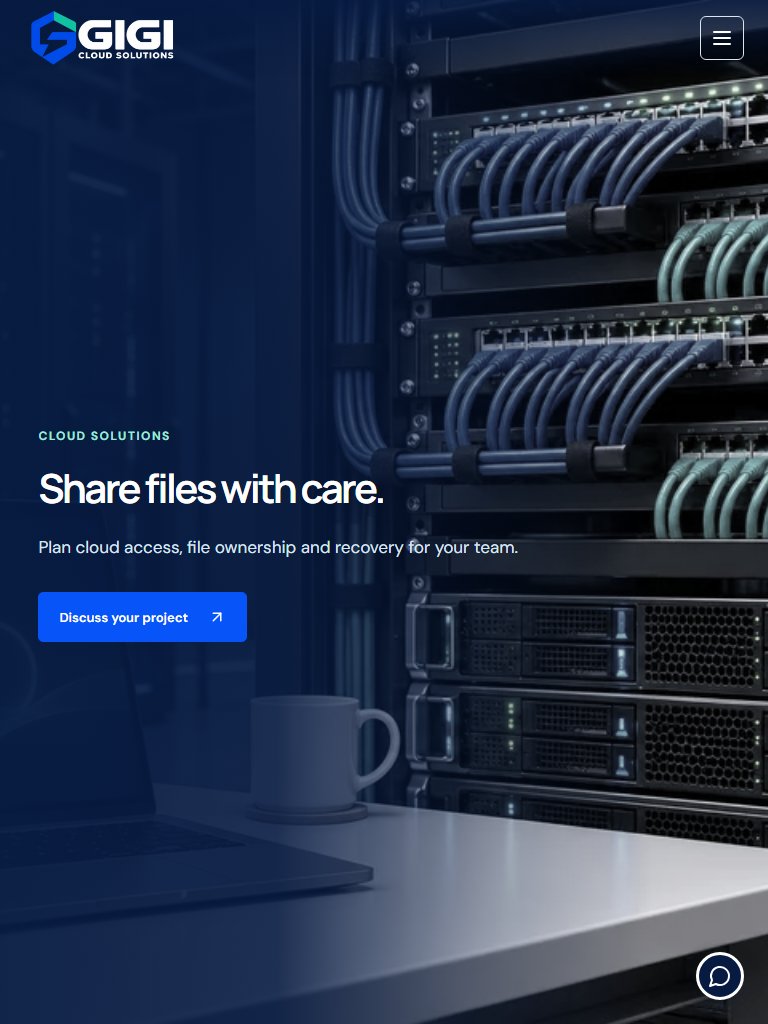 GIGI
CLOUD SOLUTIONS
CLOUD SOLUTIONS
Share files with care.
Plan cloud access, file ownership and recovery for your team.
Discuss your project